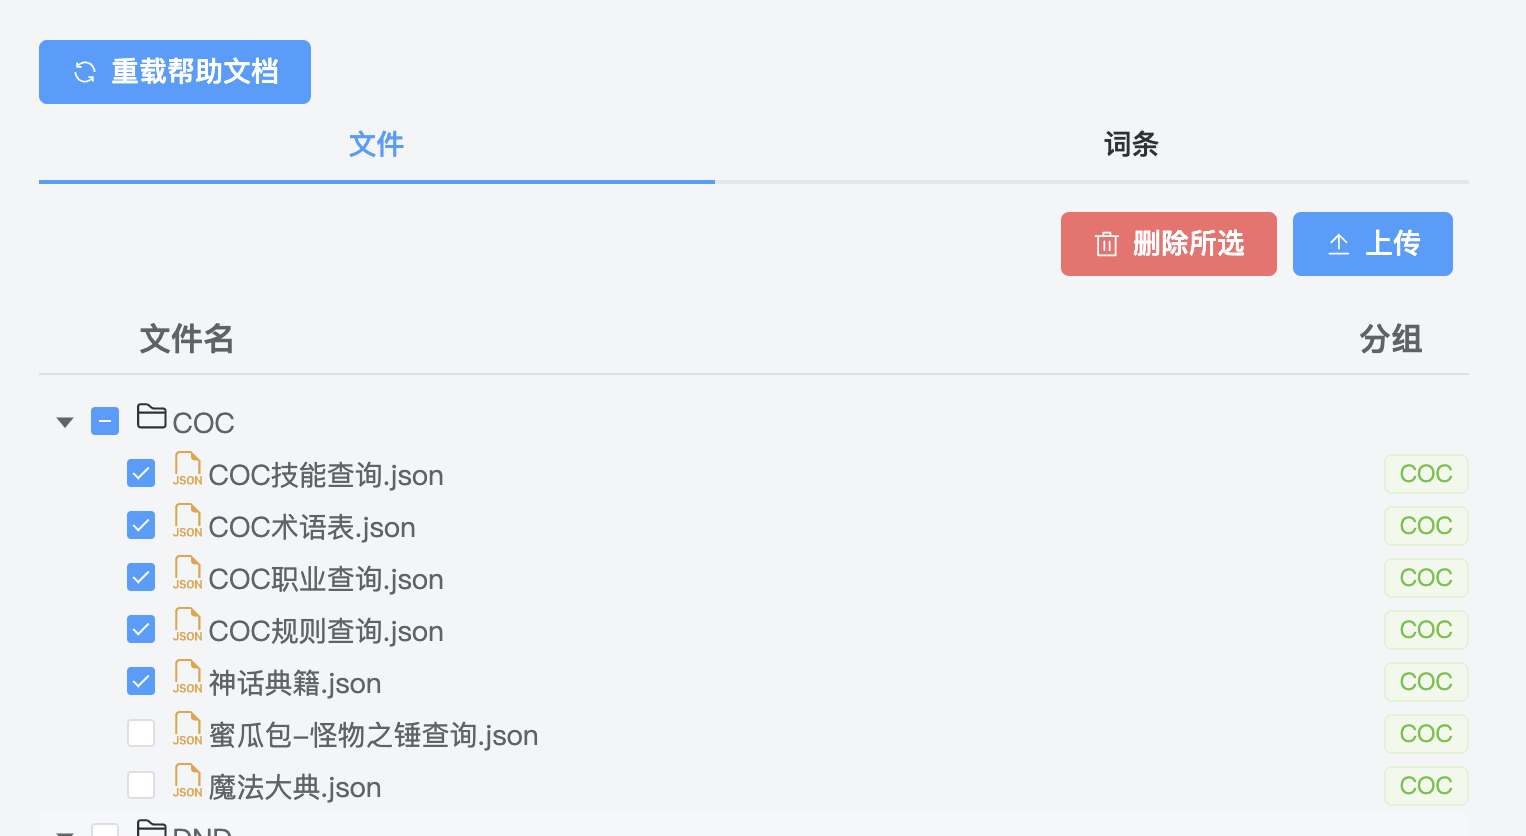 重载帮助文档
文件 词条
删除所选 上传
文件名 分组
COC
JSON COC技能查询.json COC
JSON COC术语表.json COC
JSON COC职业查询.json COC
JSON COC规则查询.json COC
JSON 神话典籍.json COC
JSON 蜜瓜包-怪物之锤查询.json COC
JSON 魔法大典.json COC
DND